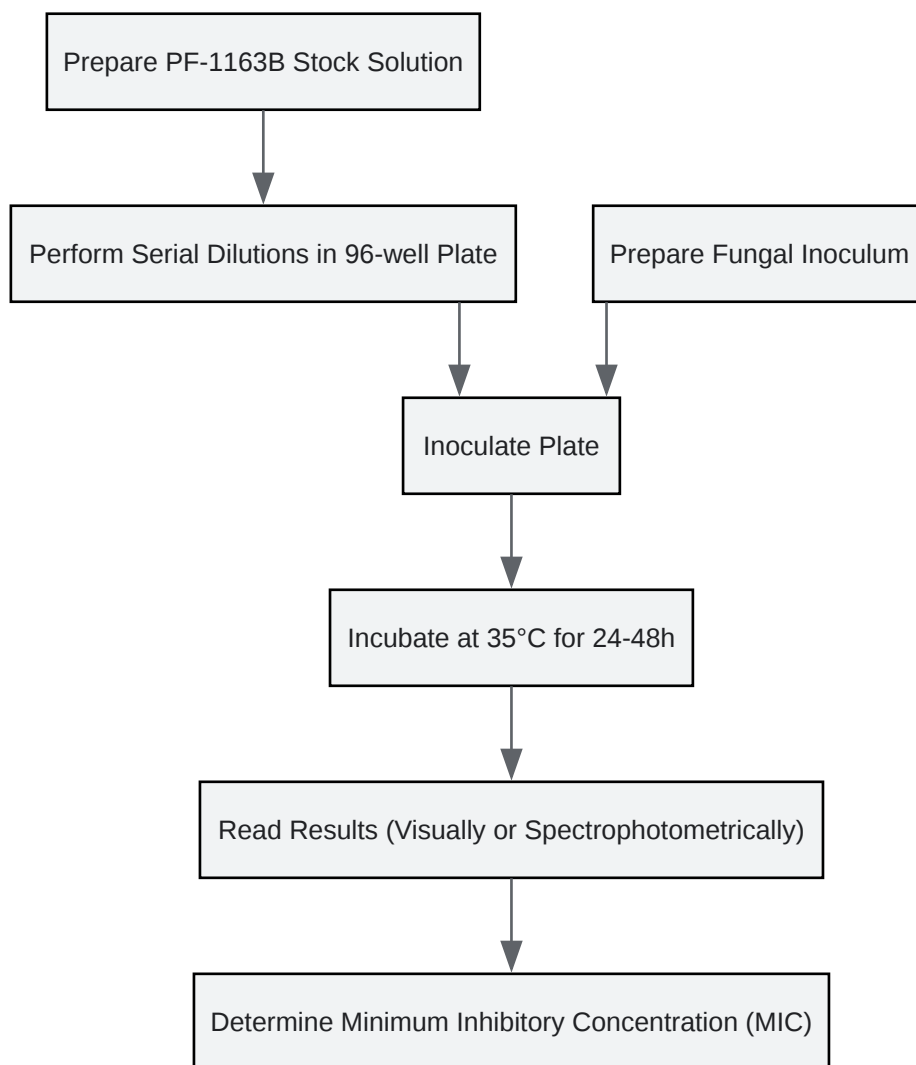 Prepare PF-1163B Stock Solution
Perform Serial Dilutions in 96-well Plate
Prepare Fungal Inoculum
Inoculate Plate
Incubate at 35°C for 24-48h
Read Results (Visually or Spectrophotometrically)
Determine Minimum Inhibitory Concentration (MIC)